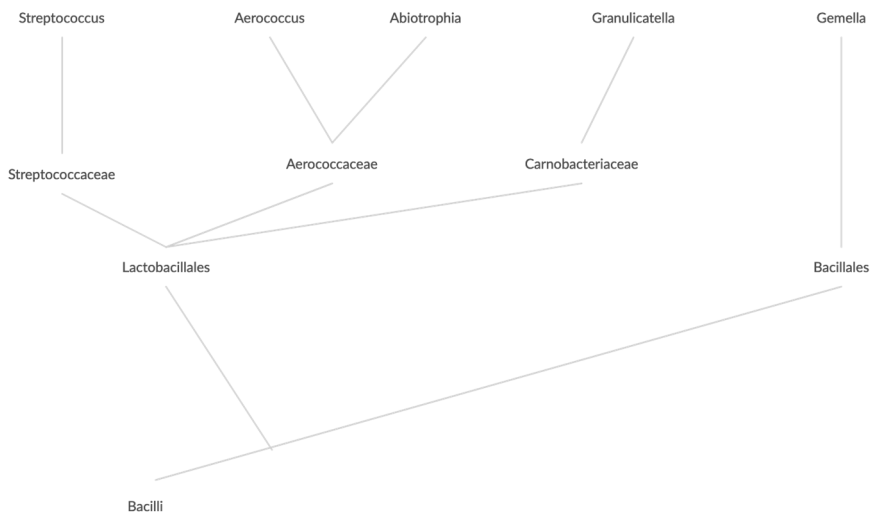 Streptococcus
Aerococcus
Abiotrophia
Granulicatella
Gemella
Streptococcaceae
Aerococcaceae
Carnobacteriaceae
Lactobacillales
Bacillales
Bacilli